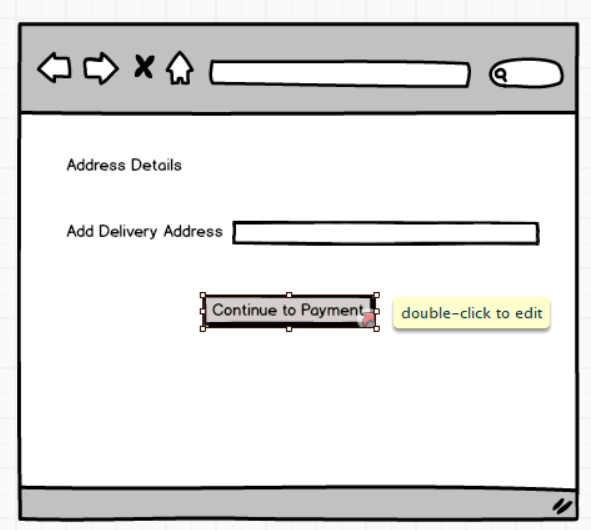 Address Details
Add Delivery Address
Continue to Payment
double-click to edit